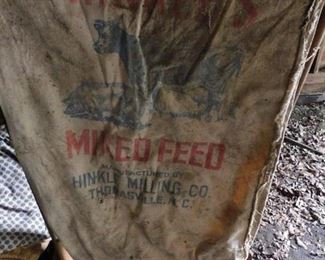 MIXED FEED
MANUFACTURED BY
HINKLE MILLING CO.
THOMASVILLE, N.C.